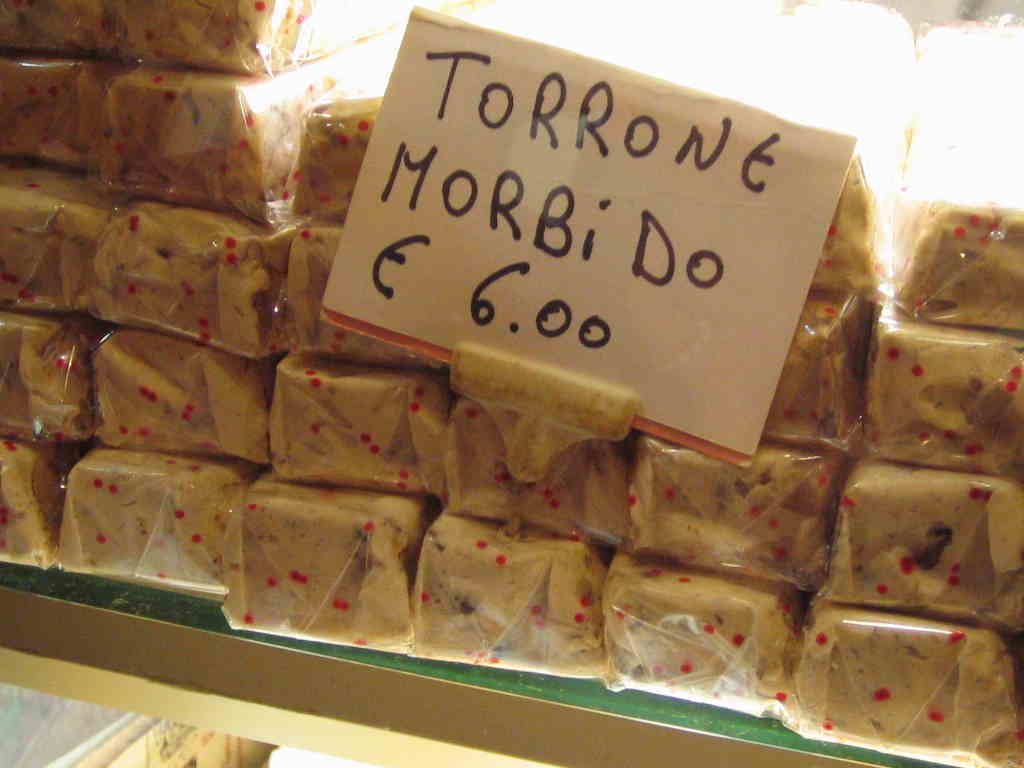 TORRONE
MORBiDO
€ 6.00